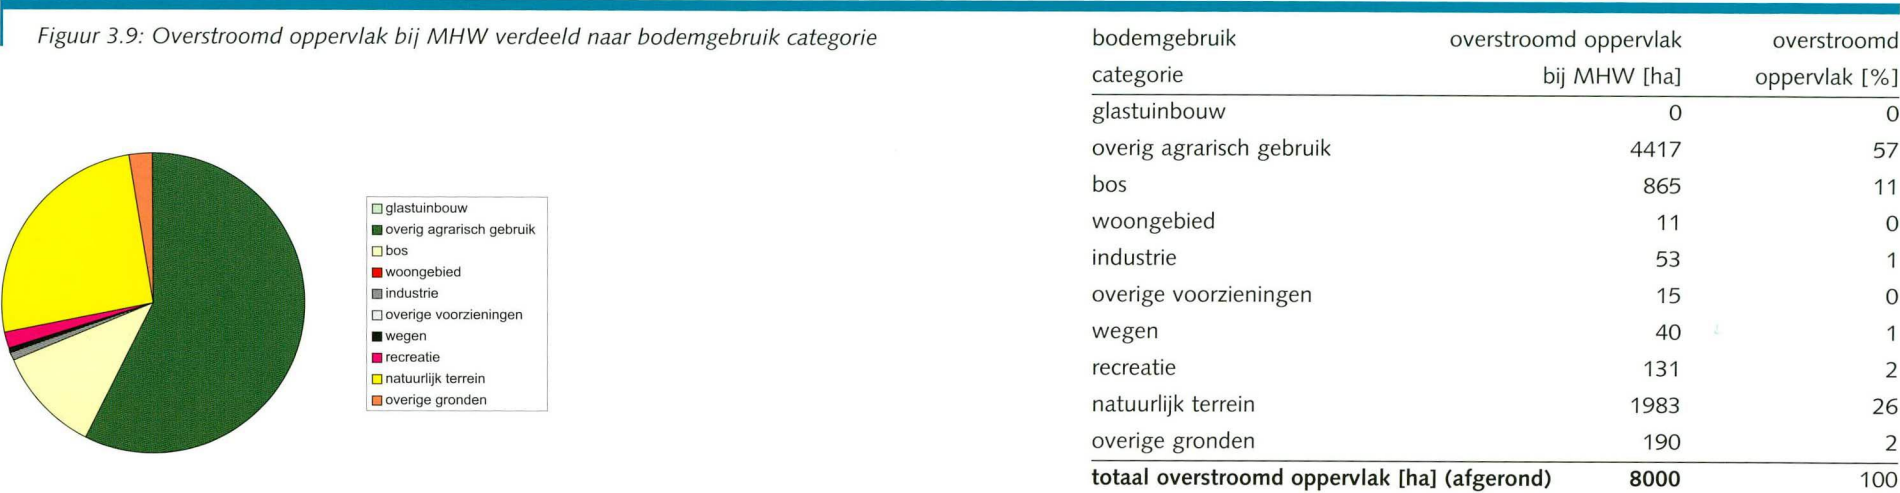 Figuur 3.9: Overstroomd oppervlak bij MHW verdeeld naar bodemgebruik categorie
glastuinbouw
overig agrarisch gebruik
bos
woongebied
industrie
overige voorzieningen
wegen
recreatie
natuurlijk terrein
overige gronden
bodemgebruik overstroomd oppervlak overstroomd
categorie bij MHW [ha] oppervlak [%]
glastuinbouw 0 0
overig agrarisch gebruik 4417 57
bos 865 11
woongebied 11 0
industrie 53 1
overige voorzieningen 15 0
wegen 40 1
recreatie 131 2
natuurlijk terrein 1983 26
overige gronden 190 2
totaal overstroomd oppervlak [ha] (afgerond) 8000 100